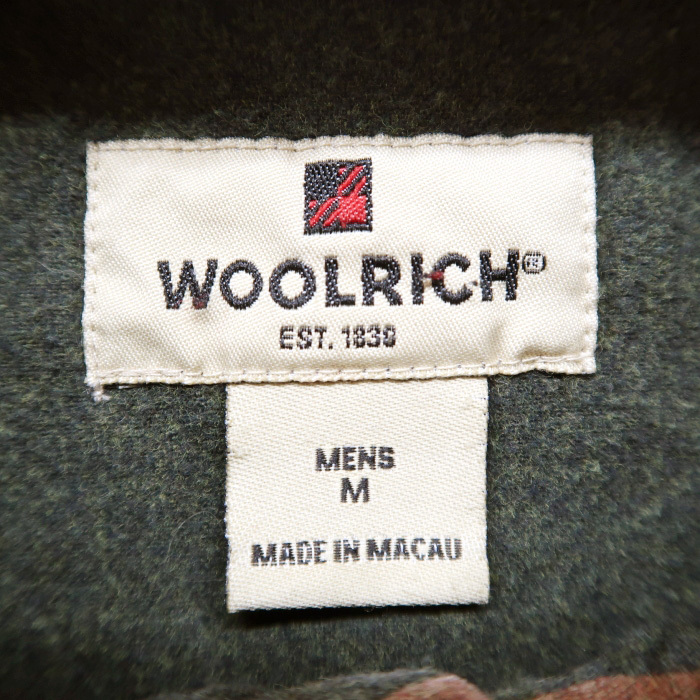 WOOLRICH®
EST. 1830
MENS
M
MADE IN MACAU